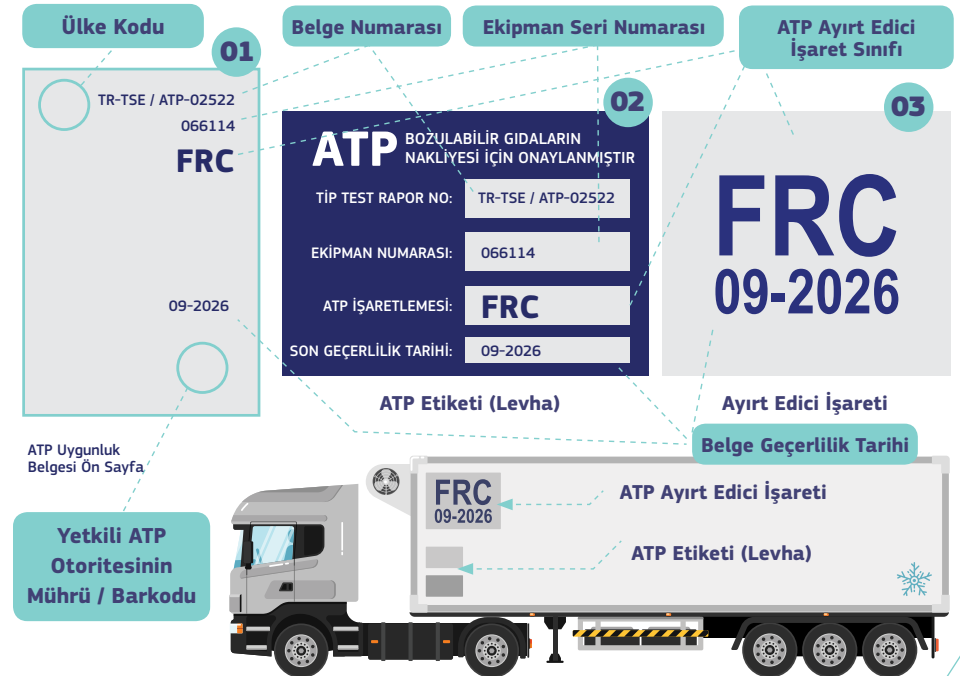 Ülke Kodu
Belge Numarası
Ekipman Seri Numarası
ATP Ayırt Edici
İşaret Sınıfı
01
TR-TSE / ATP-02522
066114
FRC
09-2026
ATP Uygunluk
Belgesi Ön Sayfa
Yetkili ATP
Otoritesinin
Mührü / Barkodu
02
ATP BOZULABİLİR GIDALARIN
NAKLİYESİ İÇİN ONAYLANMIŞTIR
TİP TEST RAPOR NO: TR-TSE / ATP-02522
EKİPMAN NUMARASI: 066114
ATP İŞARETLEMESİ: FRC
SON GEÇERLİLİK TARİHİ: 09-2026
ATP Etiketi (Levha)
03
FRC
09-2026
Ayırt Edici İşareti
Belge Geçerlilik Tarihi
FRC
09-2026
ATP Ayırt Edici İşareti
ATP Etiketi (Levha)